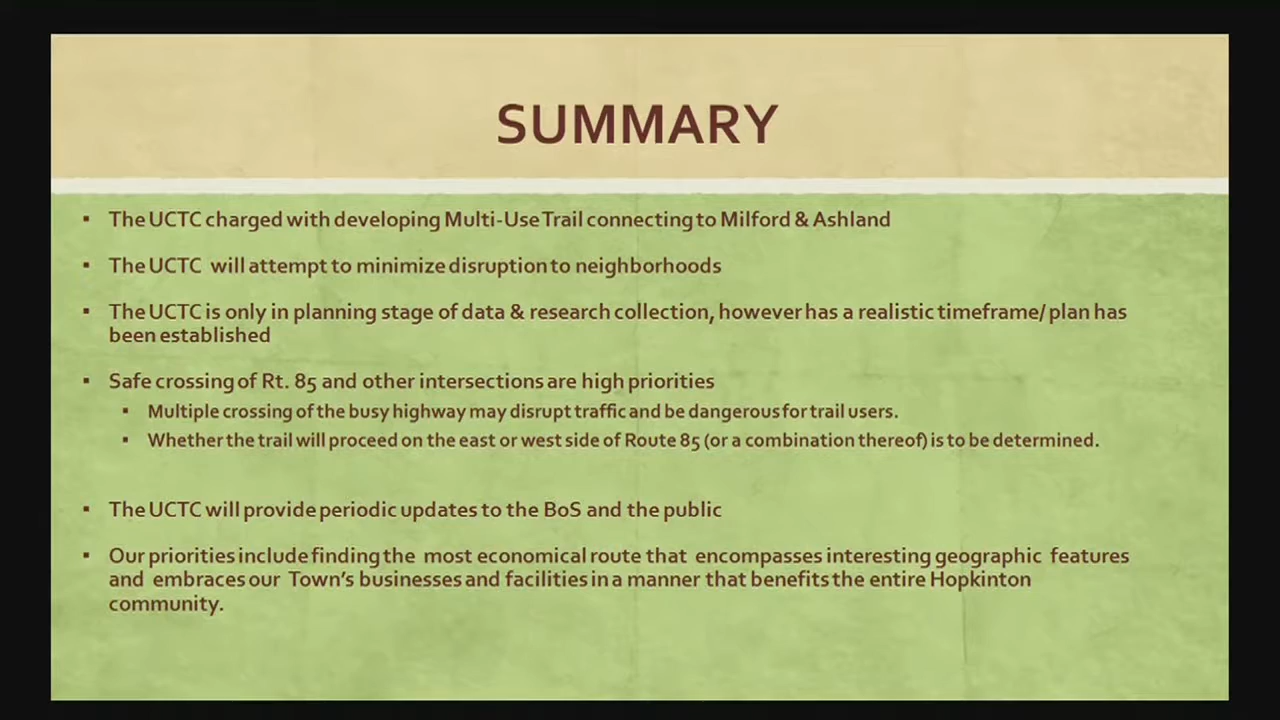 SUMMARY
The UCTC charged with developing Multi-Use Trail connecting to Milford & Ashland
The UCTC will attempt to minimize disruption to neighborhoods
The UCTC is only in planning stage of data & research collection, however has a realistic timeframe/ plan has
been established
Safe crossing of Rt. 85 and other intersections are high priorities
Multiple crossing of the busy highway may disrupt traffic and be dangerous for trail users.
Whether the trail will proceed on the east or west side of Route 85 (or a combination thereof) is to be determined.
The UCTC will provide periodic updates to the BoS and the public
Our priorities include finding the most economical route that encompasses interesting geographic features
and embraces our Town's businesses and facilities in a manner that benefits the entire Hopkinton
community.